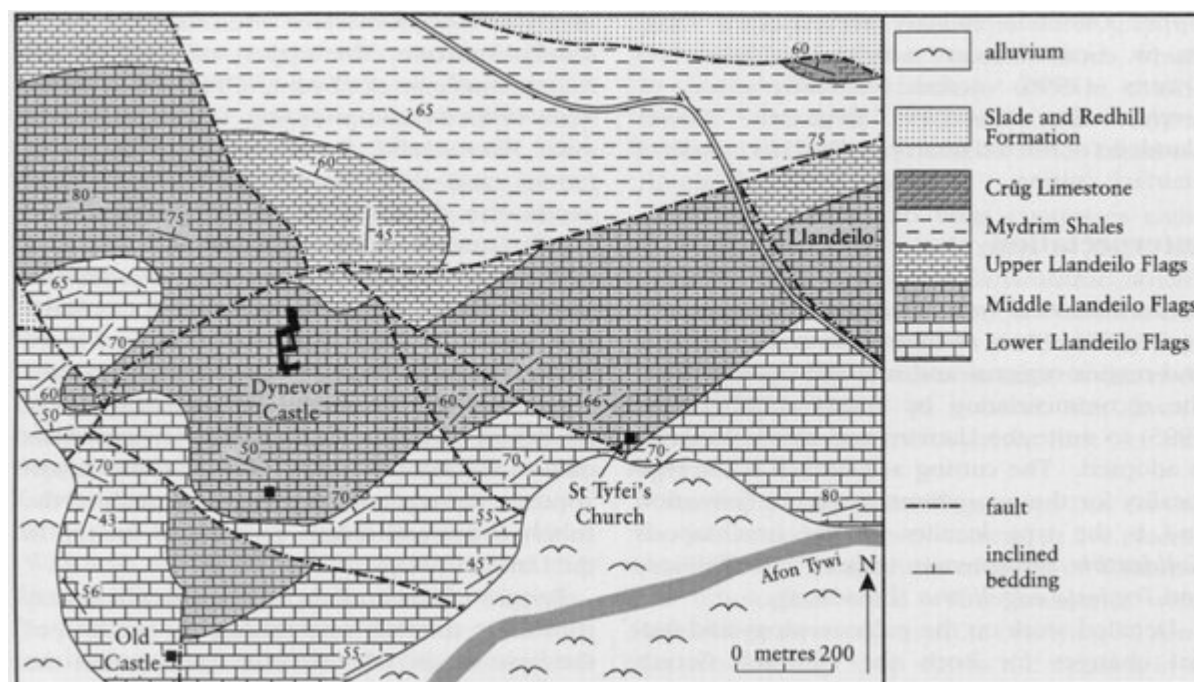 60
65
75
60
80
75
45
Llandeilo
65
70
60
50
Dynevor
Castle
60
66
50
70
70
70
70
St Tyfei's
Church
80
55
43
45
Afon Tywi
N
56
Old
Castle
55
0 metres 200
alluvium
Slade and Redhill
Formation
Crûg Limestone
Mydrim Shales
Upper Llandeilo Flags
Middle Llandeilo Flags
Lower Llandeilo Flags
fault
inclined
bedding